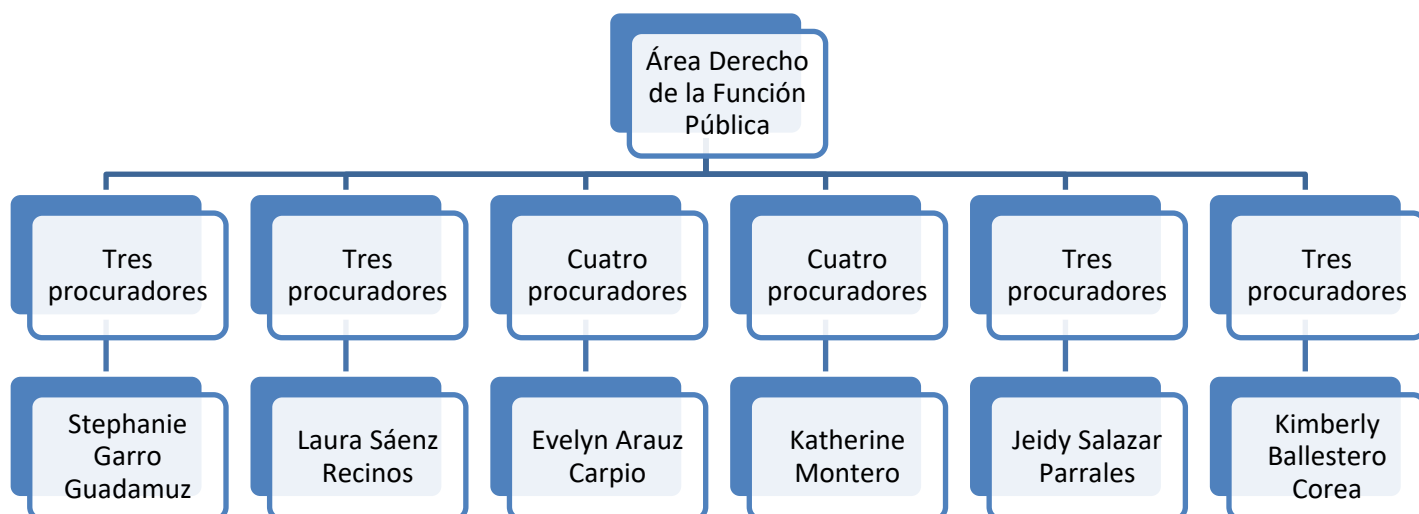 Área Derecho
de la Función
Pública
Tres
procuradores
Tres
procuradores
Cuatro
procuradores
Cuatro
procuradores
Tres
procuradores
Tres
procuradores
Stephanie
Garro
Guadamuz
Laura Sáenz
Recinos
Evelyn Arauz
Carpio
Katherine
Montero
Jeidy Salazar
Parrales
Kimberly
Ballestero
Corea